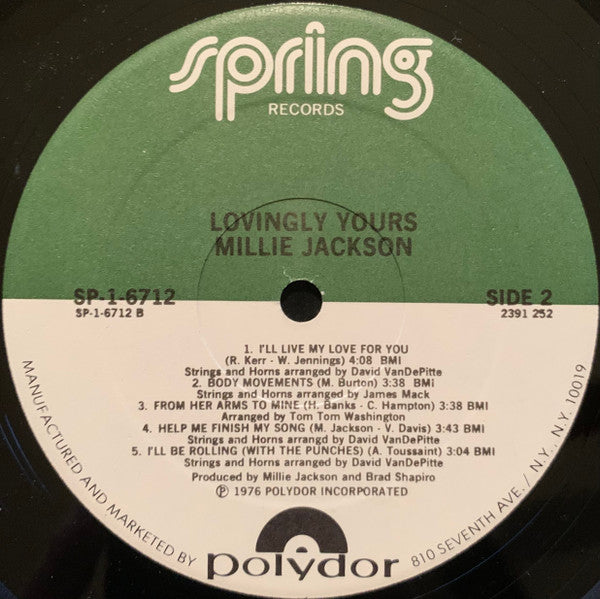 spring
RECORDS
LOVINGLY YOURS
MILLIE JACKSON
SP-1-6712
SP-1-6712 B
SIDE 2
2391 252
1. I'LL LIVE MY LOVE FOR YOU
(R. Kerr - W. Jennings) 4:08 BMI
Strings and Horns arranged by David VanDePitte
2. BODY MOVEMENTS (M. Burton) 3:38 BMI
Strings and Horns arranged by James Mack
3. FROM HER ARMS TO MINE (H. Banks - C. Hampton) 3:38 BMI
Arranged by Tom Tom Washington
4. HELP ME FINISH MY SONG (M. Jackson - V. Davis) 3:43 BMI
Strings and Horns arrangd by David VanDePitte
5. I'LL BE ROLLING (WITH THE PUNCHES) (A. Toussaint) 3:04 BMI
Strings and Horns arranged by David VanDePitte
Produced by Millie Jackson and Brad Shapiro
℗ 1976 POLYDOR INCORPORATED
MANUFACTURED AND MARKETED BY
polydor
810 SEVENTH AVE./ N.Y., N.Y. 10019